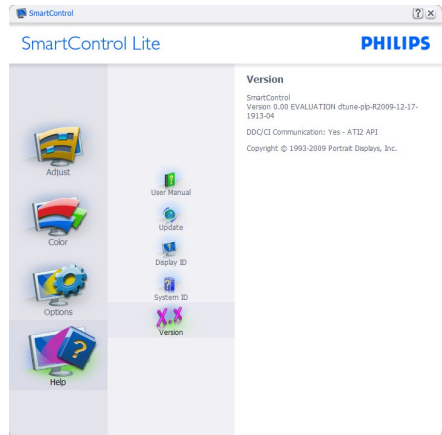 SmartControl
SmartControl Lite
PHILIPS
Adjust
Color
Options
Help
User Manual
Update
Display ID
System ID
X.X
Version
Version
SmartControl
Version 0.00 EVALUATION dtune-plp-R2009-12-17-
1913-04
DDC/CI Communication: Yes - ATI2 API
Copyright © 1993-2009 Portrait Displays, Inc.